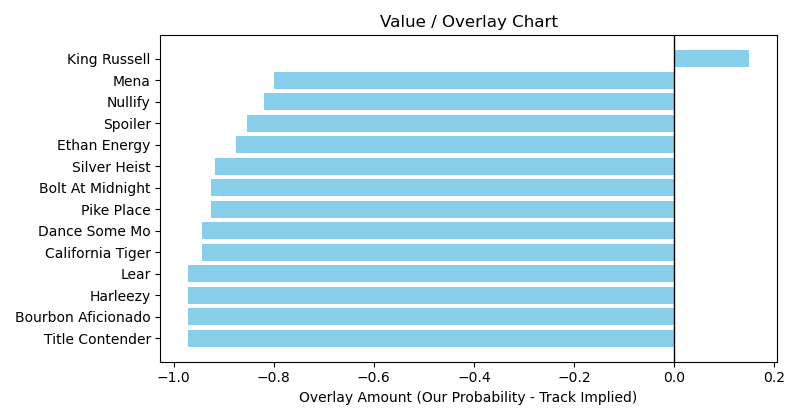 Value / Overlay Chart
King Russell
Mena
Nullify
Spoiler
Ethan Energy
Silver Heist
Bolt At Midnight
Pike Place
Dance Some Mo
California Tiger
Lear
Harleezy
Bourbon Aficionado
Title Contender
−1.0 −0.8 −0.6 −0.4 −0.2 0.0 0.2
Overlay Amount (Our Probability - Track Implied)